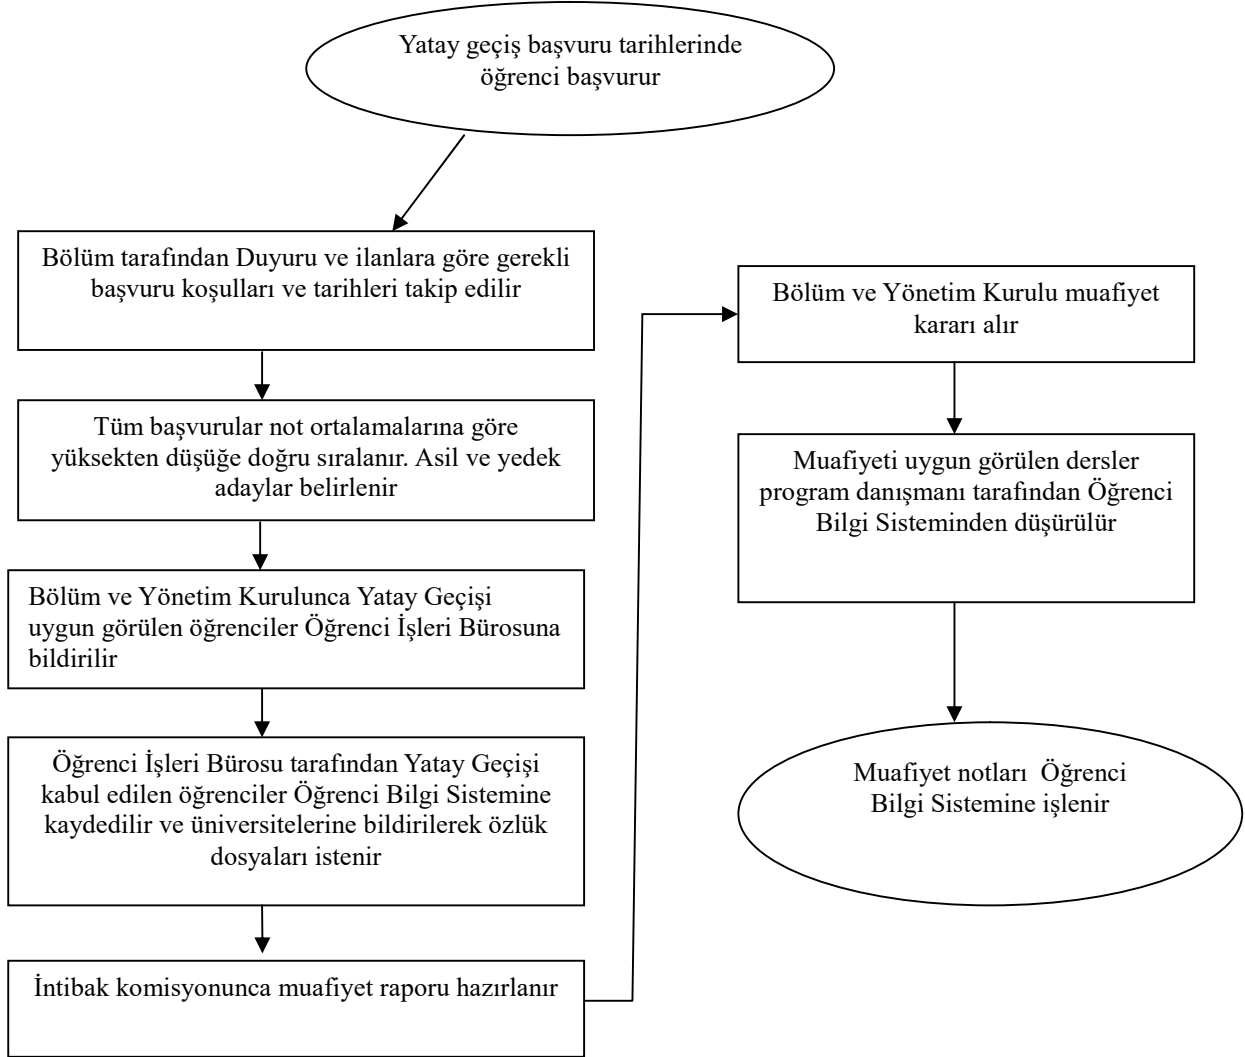 Yatay geçiş başvuru tarihlerinde
öğrenci başvurur
Bölüm tarafından Duyuru ve ilanlara göre gerekli
başvuru koşulları ve tarihleri takip edilir
Tüm başvurular not ortalamalarına göre
yüksekten düşüğe doğru sıralanır. Asil ve yedek
adaylar belirlenir
Bölüm ve Yönetim Kurulunca Yatay Geçişi
uygun görülen öğrenciler Öğrenci İşleri Bürosuna
bildirilir
Öğrenci İşleri Bürosu tarafından Yatay Geçişi
kabul edilen öğrenciler Öğrenci Bilgi Sistemine
kaydedilir ve üniversitelerine bildirilerek özlük
dosyaları istenir
İntibak komisyonunca muafiyet raporu hazırlanır
Bölüm ve Yönetim Kurulu muafiyet
kararı alır
Muafiyeti uygun görülen dersler
program danışmanı tarafından Öğrenci
Bilgi Sisteminden düşürülür
Muafiyet notları  Öğrenci
Bilgi Sistemine işlenir